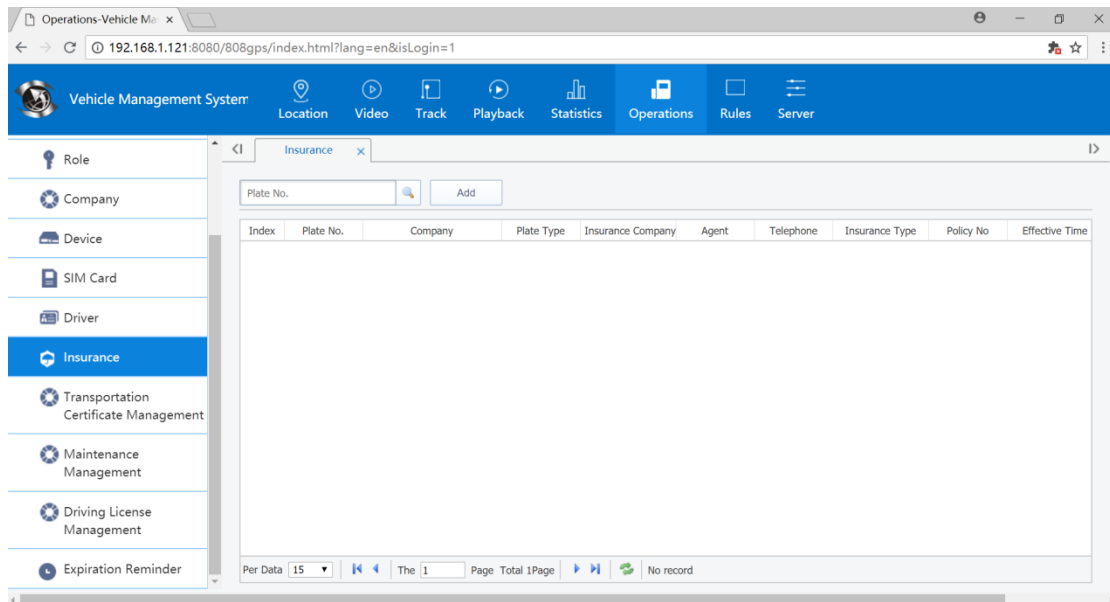 Operations-Vehicle Ma
192.168.1.121:8080/808gps/index.html?lang=en&isLogin=1
Vehicle Management System
Location
Video
Track
Playback
Statistics
Operations
Rules
Server
Role
Company
Device
SIM Card
Driver
Insurance
Transportation
Certificate Management
Maintenance
Management
Driving License
Management
Expiration Reminder
Insurance
Plate No.
Add
Index Plate No. Company Plate Type Insurance Company Agent Telephone Insurance Type Policy No Effective Time
Per Data 15 The 1 Page Total 1Page No record